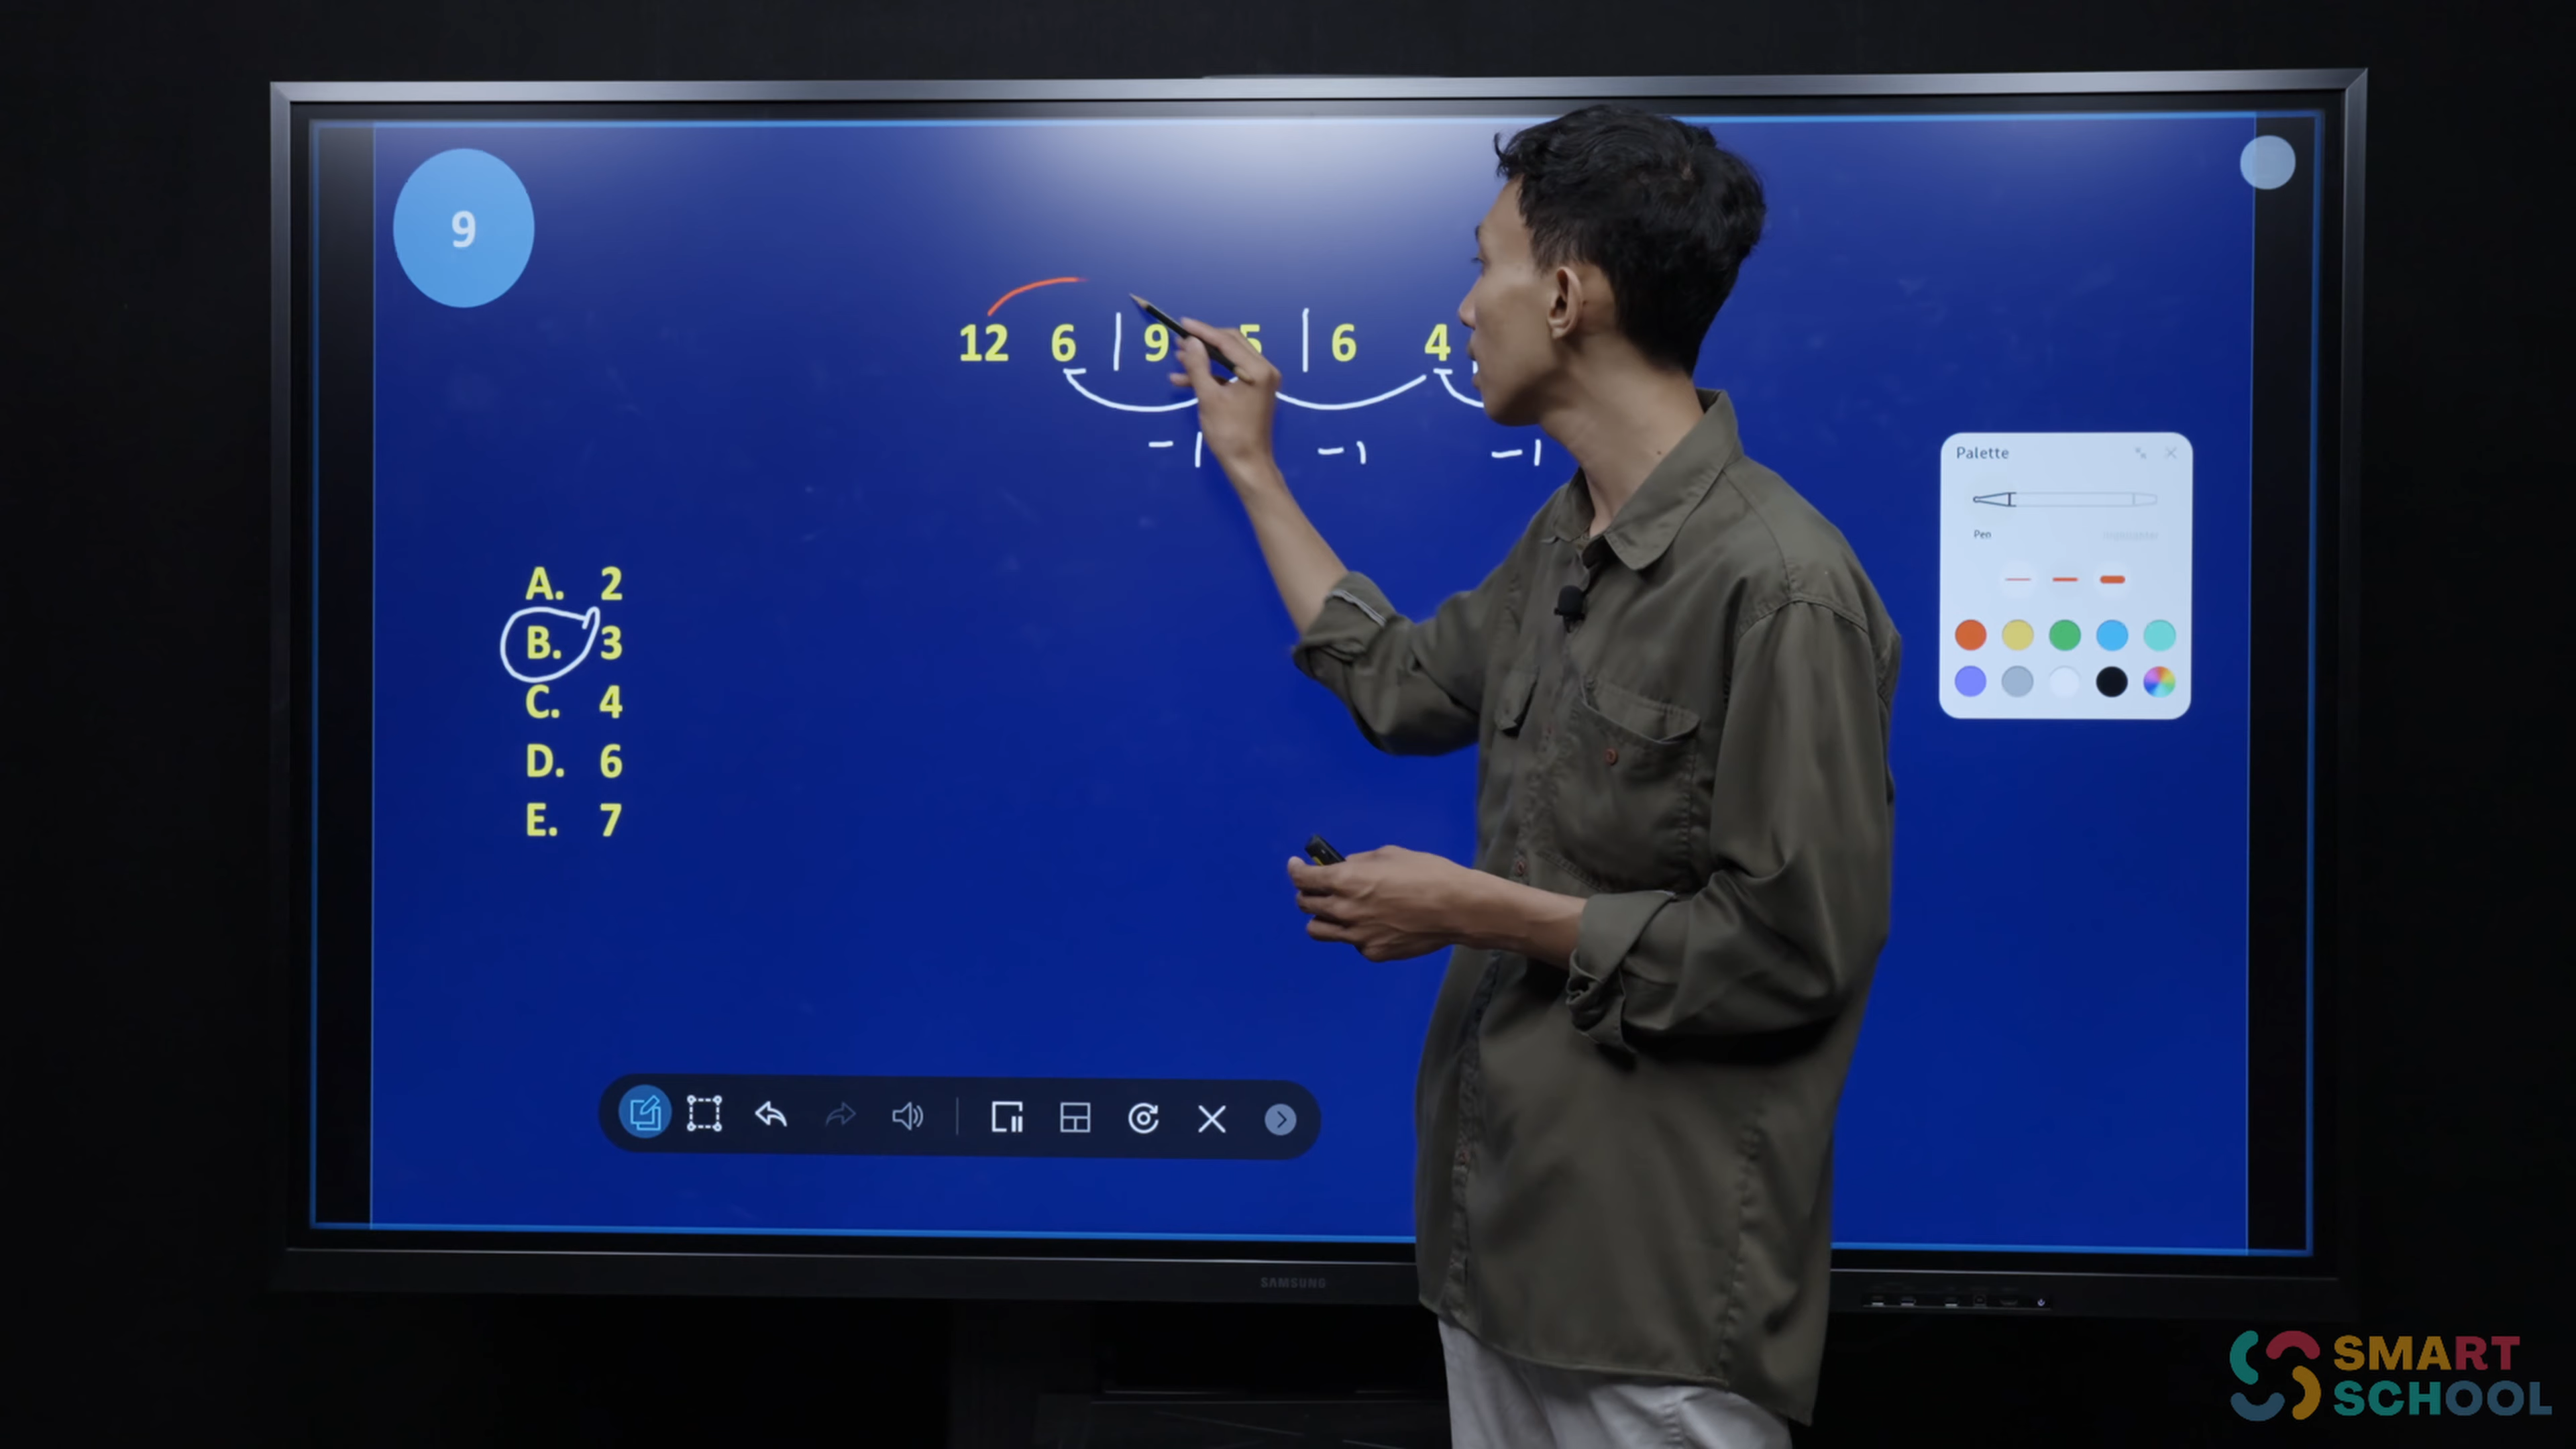 9
12 6 | 9 5 | 6 4
-1 -1 -1
Palette
Pen
A. 2
B. 3
C. 4
D. 6
E. 7
SAMSUNG
SMART
SCHOOL